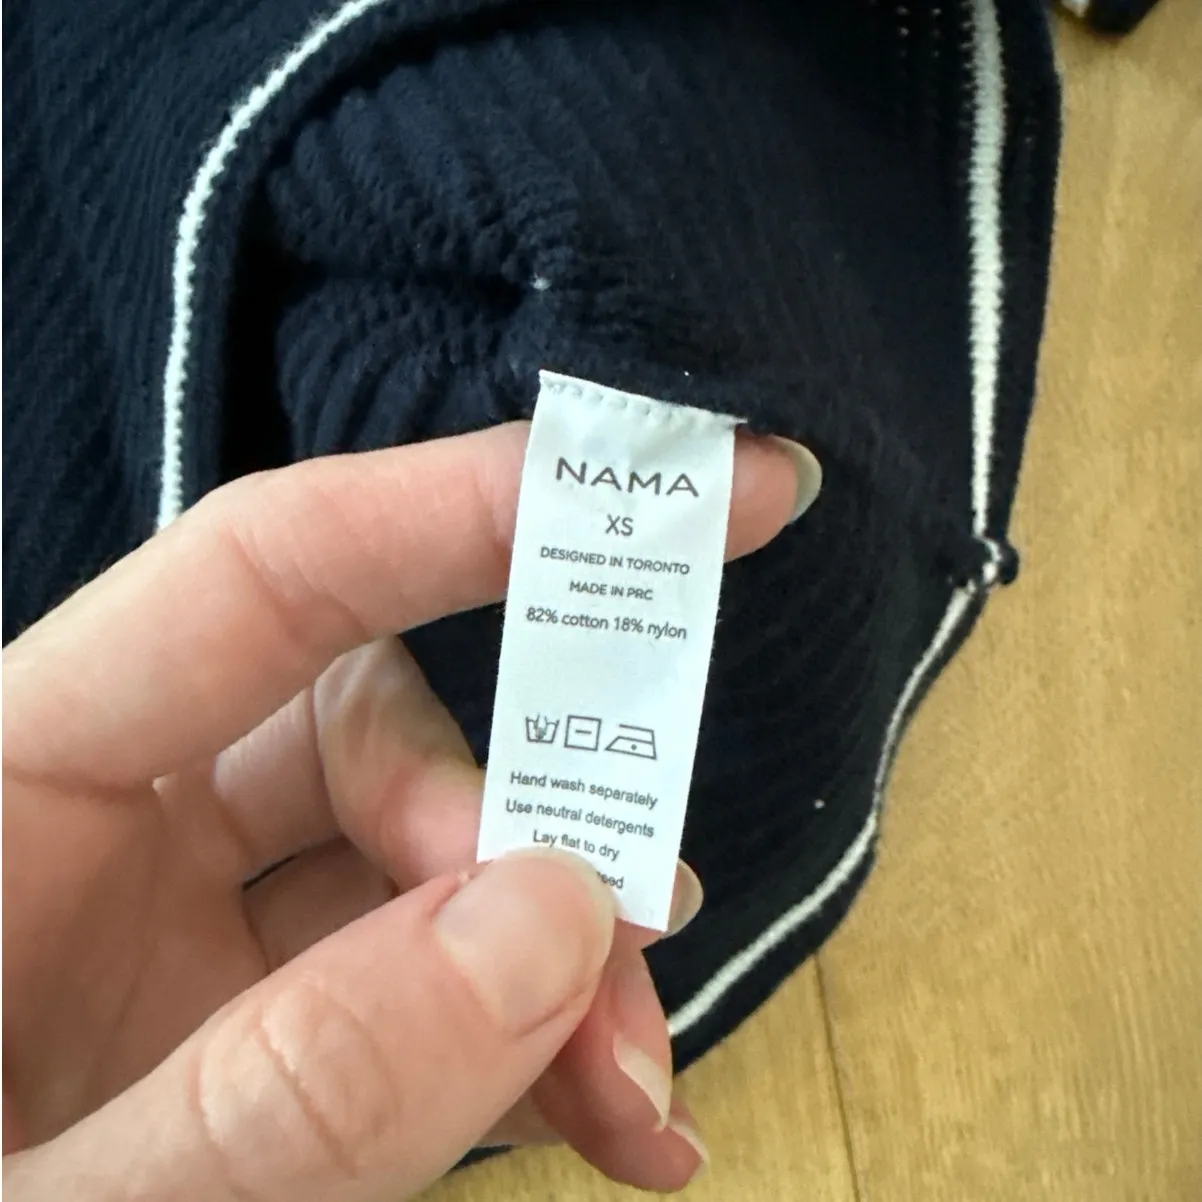 NAMA
XS
DESIGNED IN TORONTO
MADE IN PRC
82% cotton 18% nylon
Hand wash separately
Use neutral detergents
Lay flat to dry